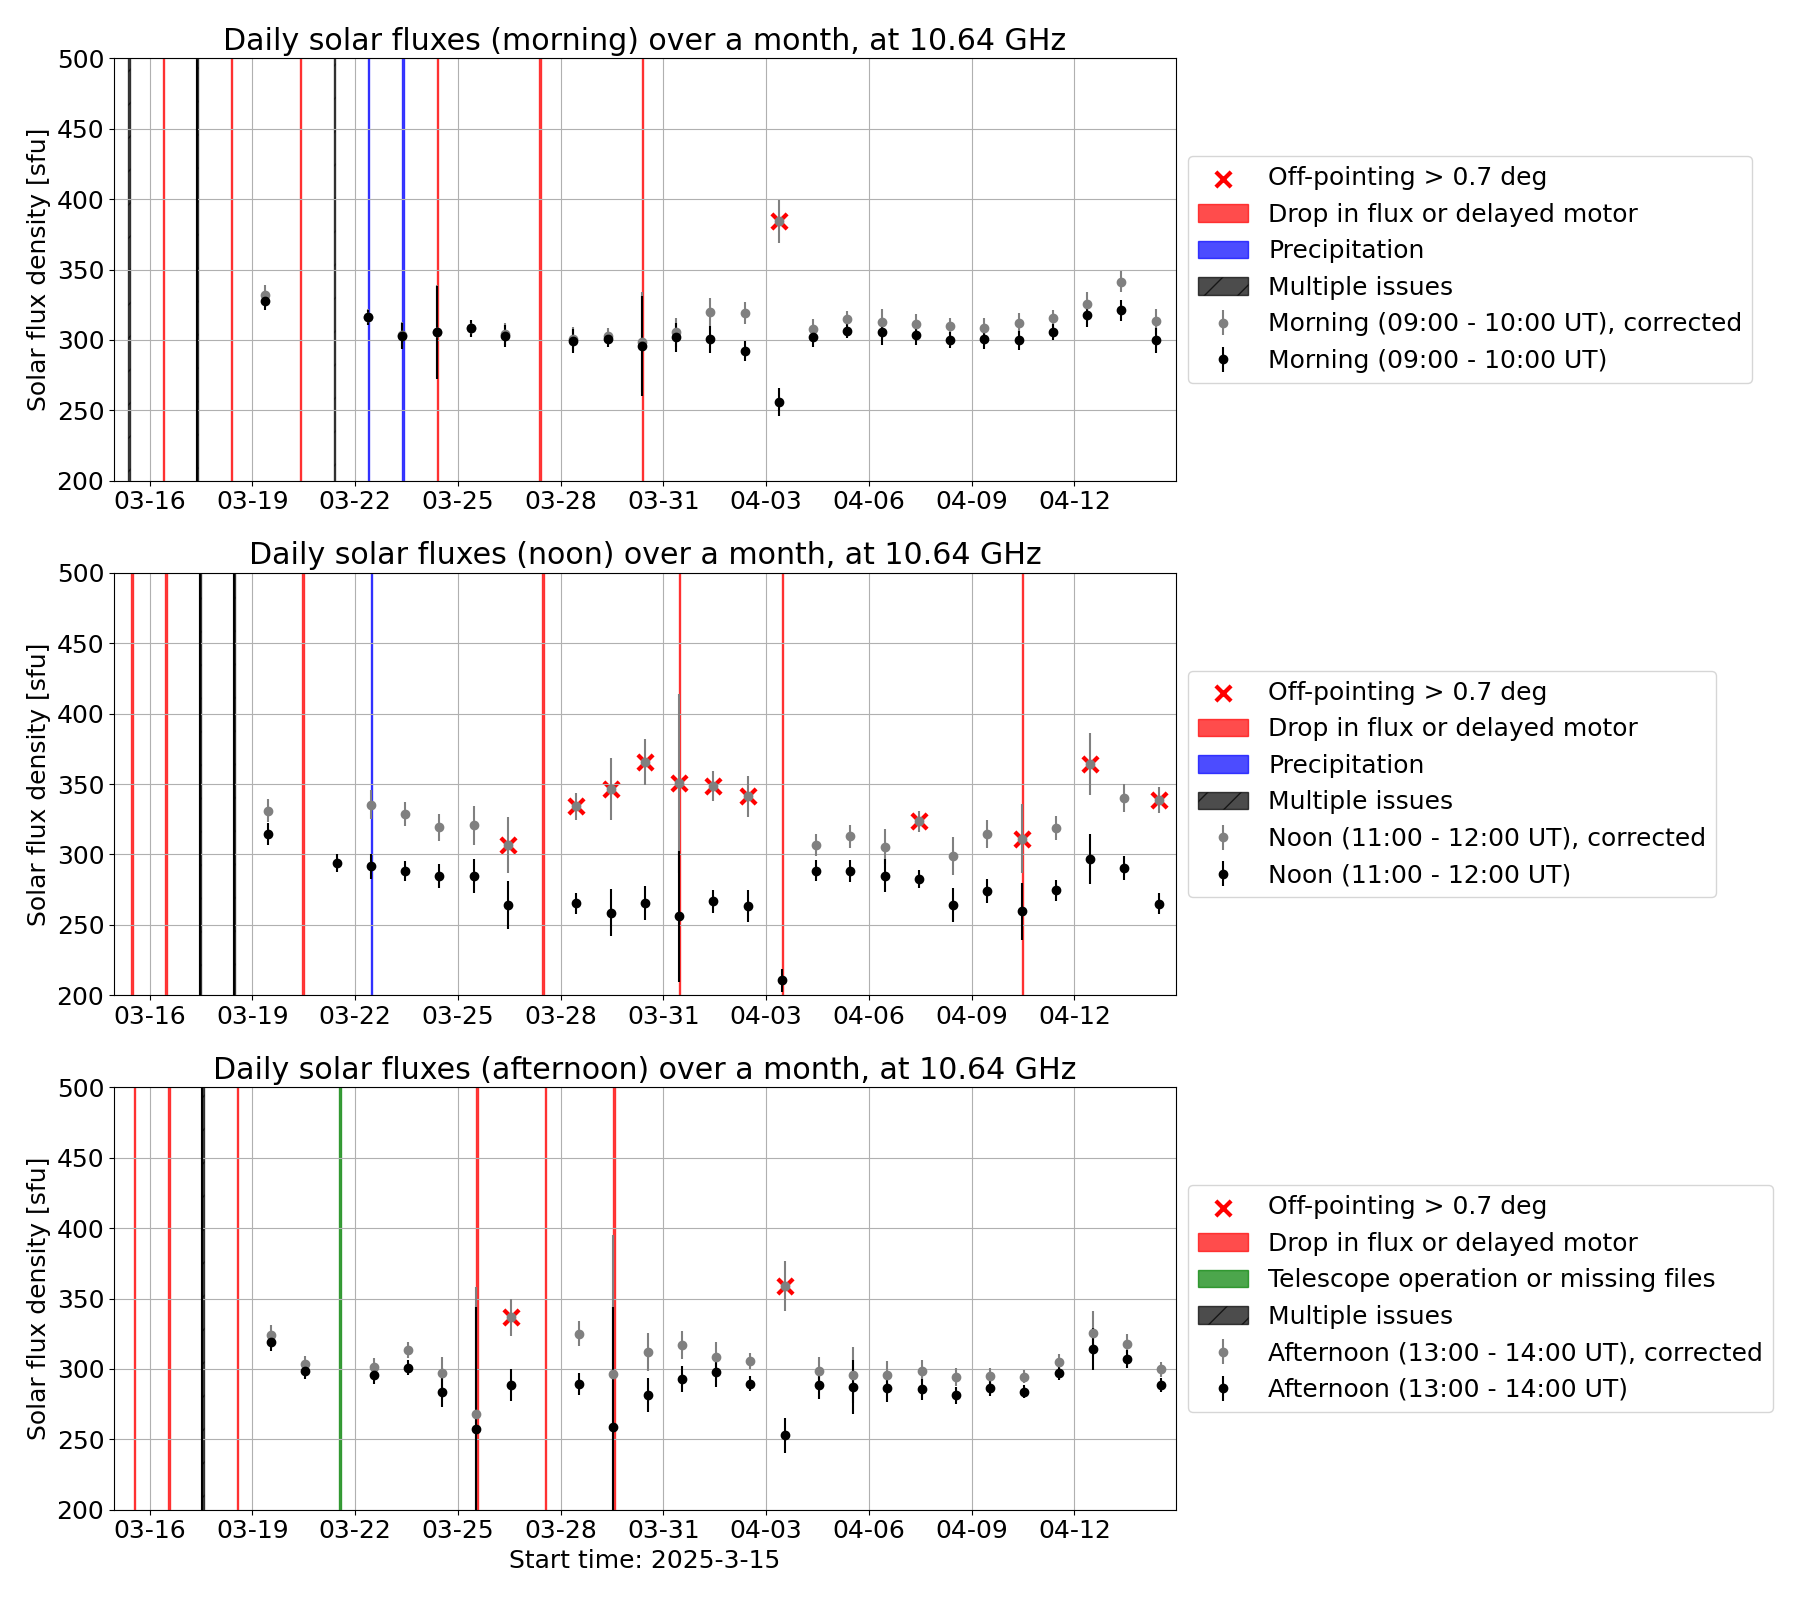 Daily solar fluxes (morning) over a month, at 10.64 GHz
500
450
400
350
300
250
200
Solar flux density [sfu]
03-16 03-19 03-22 03-25 03-28 03-31 04-03 04-06 04-09 04-12
Off-pointing > 0.7 deg
Drop in flux or delayed motor
Precipitation
Multiple issues
Morning (09:00 - 10:00 UT), corrected
Morning (09:00 - 10:00 UT)
Daily solar fluxes (noon) over a month, at 10.64 GHz
500
450
400
350
300
250
200
Solar flux density [sfu]
03-16 03-19 03-22 03-25 03-28 03-31 04-03 04-06 04-09 04-12
Off-pointing > 0.7 deg
Drop in flux or delayed motor
Precipitation
Multiple issues
Noon (11:00 - 12:00 UT), corrected
Noon (11:00 - 12:00 UT)
Daily solar fluxes (afternoon) over a month, at 10.64 GHz
500
450
400
350
300
250
200
Solar flux density [sfu]
03-16 03-19 03-22 03-25 03-28 03-31 04-03 04-06 04-09 04-12
Start time: 2025-3-15
Off-pointing > 0.7 deg
Drop in flux or delayed motor
Telescope operation or missing files
Multiple issues
Afternoon (13:00 - 14:00 UT), corrected
Afternoon (13:00 - 14:00 UT)